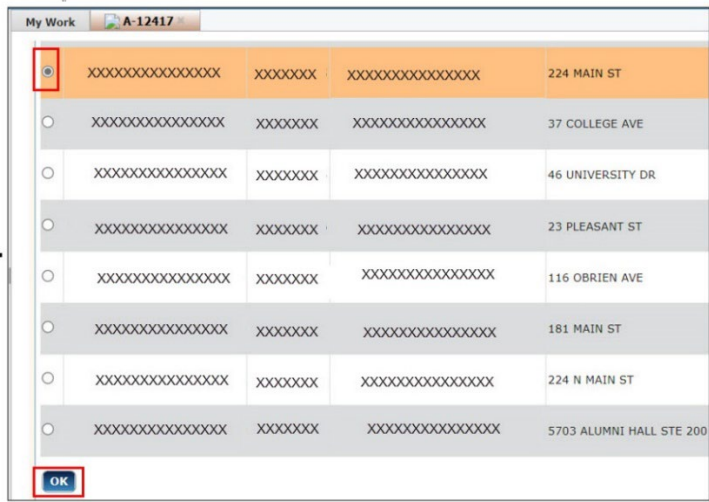 My Work A-12417
XXXXXXXXXXXXXXX XXXXXXX XXXXXXXXXXXXXXX 224 MAIN ST
XXXXXXXXXXXXXXX XXXXXXX XXXXXXXXXXXXXXX 37 COLLEGE AVE
XXXXXXXXXXXXXXX XXXXXXX XXXXXXXXXXXXXXX 46 UNIVERSITY DR
XXXXXXXXXXXXXXX XXXXXXX XXXXXXXXXXXXXXX 23 PLEASANT ST
XXXXXXXXXXXXXXX XXXXXXX XXXXXXXXXXXXXXX 116 OBRIEN AVE
XXXXXXXXXXXXXXX XXXXXXX XXXXXXXXXXXXXXX 181 MAIN ST
XXXXXXXXXXXXXXX XXXXXXX XXXXXXXXXXXXXXX 224 N MAIN ST
XXXXXXXXXXXXXXX XXXXXXX XXXXXXXXXXXXXXX 5703 ALUMNI HALL STE 200
OK